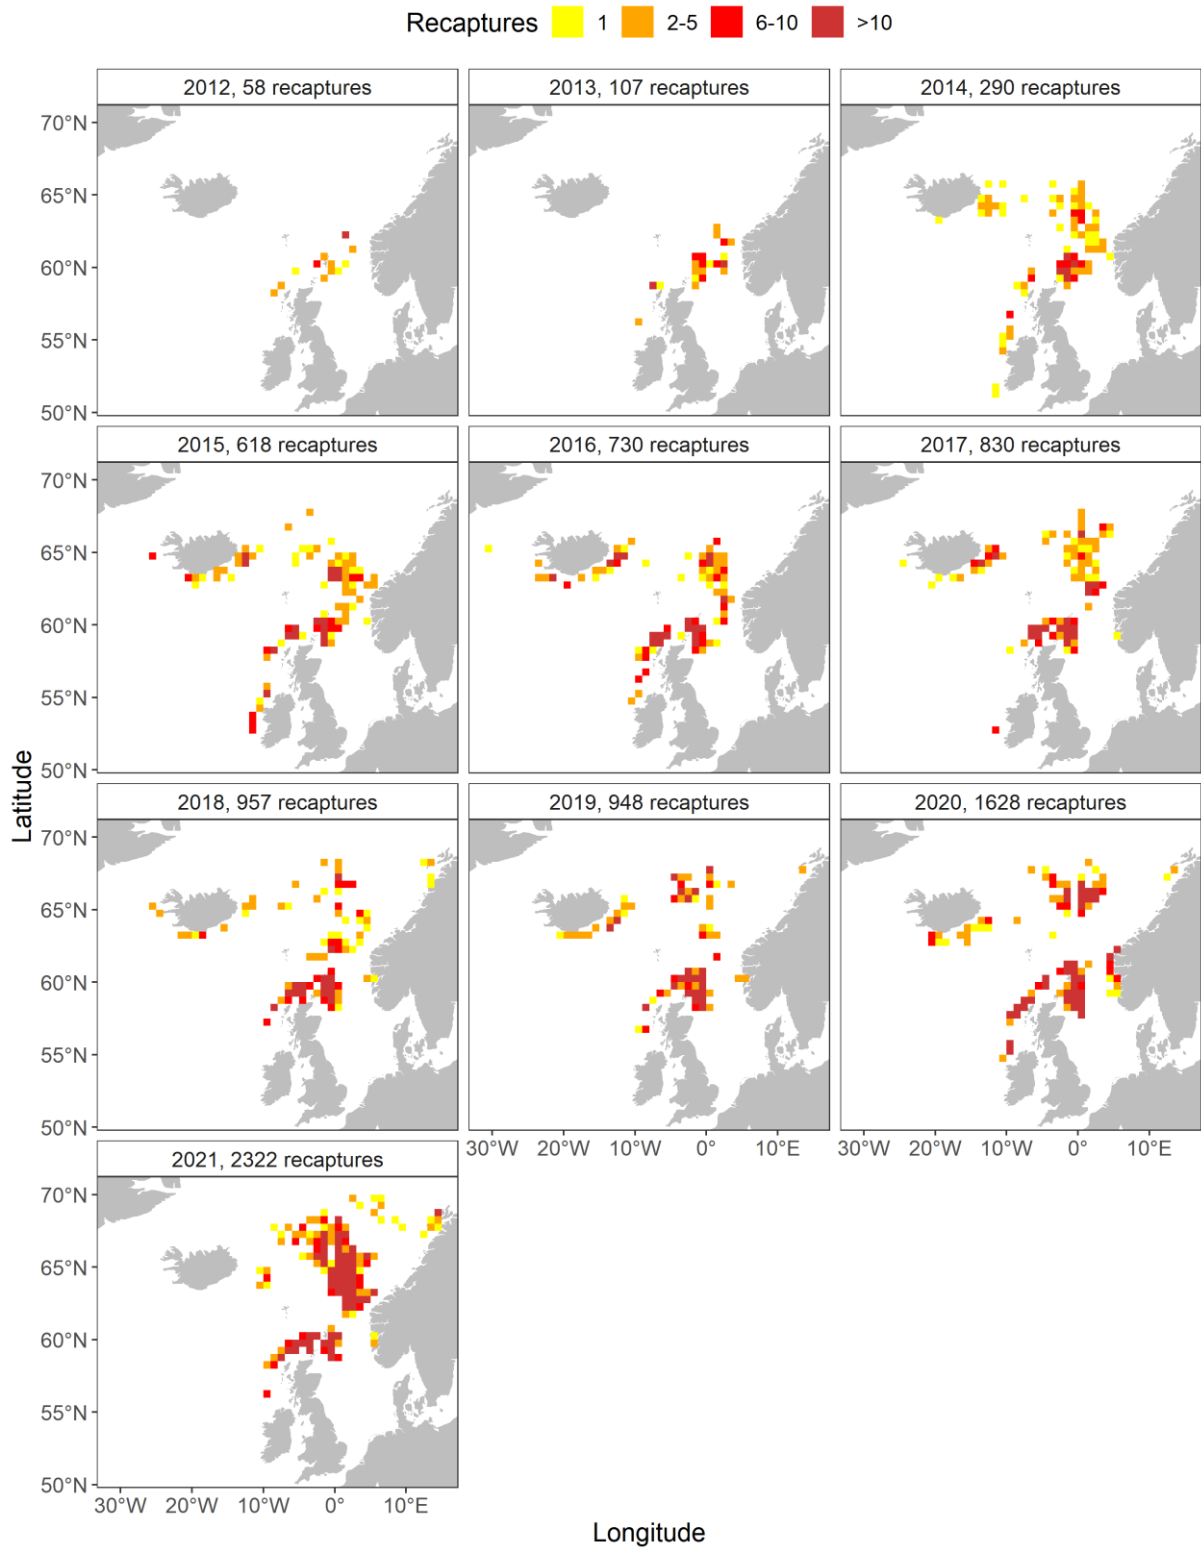 Recaptures 1 2-5 6-10 >10
2012, 58 recaptures
2013, 107 recaptures
2014, 290 recaptures
70°N
65°N
60°N
55°N
50°N
2015, 618 recaptures
2016, 730 recaptures
2017, 830 recaptures
70°N
65°N
60°N
55°N
50°N
Latitude
2018, 957 recaptures
2019, 948 recaptures
2020, 1628 recaptures
70°N
65°N
60°N
55°N
50°N
30°W 20°W 10°W 0° 10°E
30°W 20°W 10°W 0° 10°E
2021, 2322 recaptures
70°N
65°N
60°N
55°N
50°N
30°W 20°W 10°W 0° 10°E
Longitude